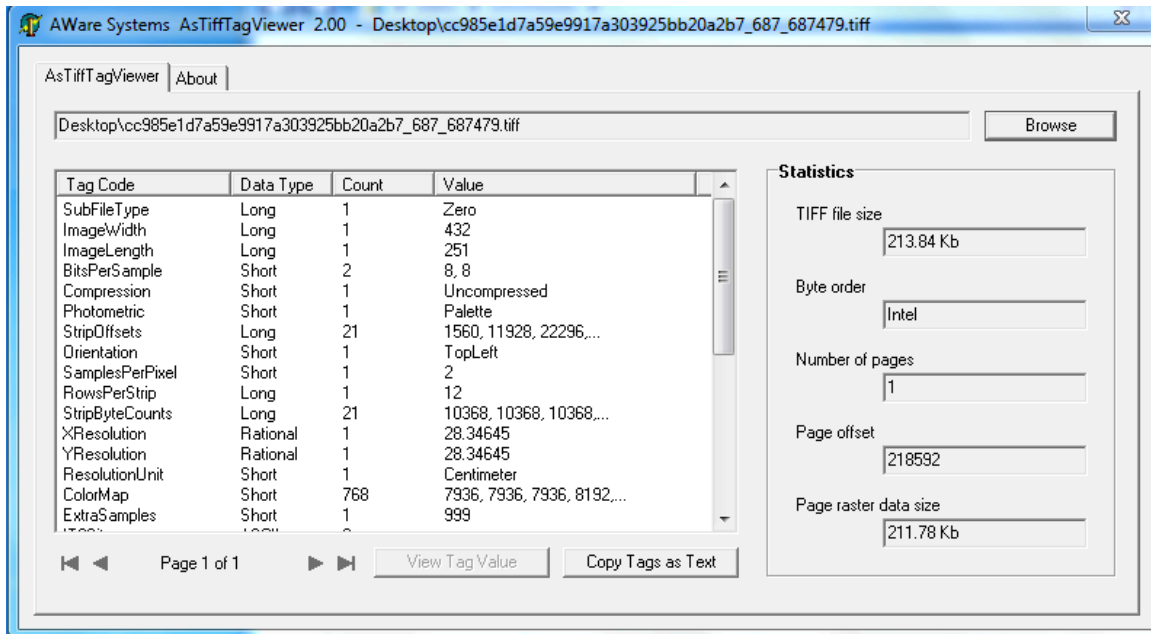 AWare Systems AsTiffTagViewer 2.00 - Desktop\cc985e1d7a59e9917a303925bb20a2b7_687_687479.tiff
AsTiffTagViewer About
Desktop\cc985e1d7a59e9917a303925bb20a2b7_687_687479.tiff Browse
Tag Code Data Type Count Value
SubFileType Long 1 Zero
ImageWidth Long 1 432
ImageLength Long 1 251
BitsPerSample Short 2 8, 8
Compression Short 1 Uncompressed
Photometric Short 1 Palette
StripOffsets Long 21 1560, 11928, 22296,...
Orientation Short 1 TopLeft
SamplesPerPixel Short 1 2
RowsPerStrip Long 1 12
StripByteCounts Long 21 10368, 10368, 10368,...
XResolution Rational 1 28.34645
YResolution Rational 1 28.34645
ResolutionUnit Short 1 Centimeter
ColorMap Short 768 7936, 7936, 7936, 8192,...
ExtraSamples Short 1 999
Page 1 of 1 View Tag Value Copy Tags as Text
Statistics
TIFF file size
213.84 Kb
Byte order
Intel
Number of pages
1
Page offset
218592
Page raster data size
211.78 Kb